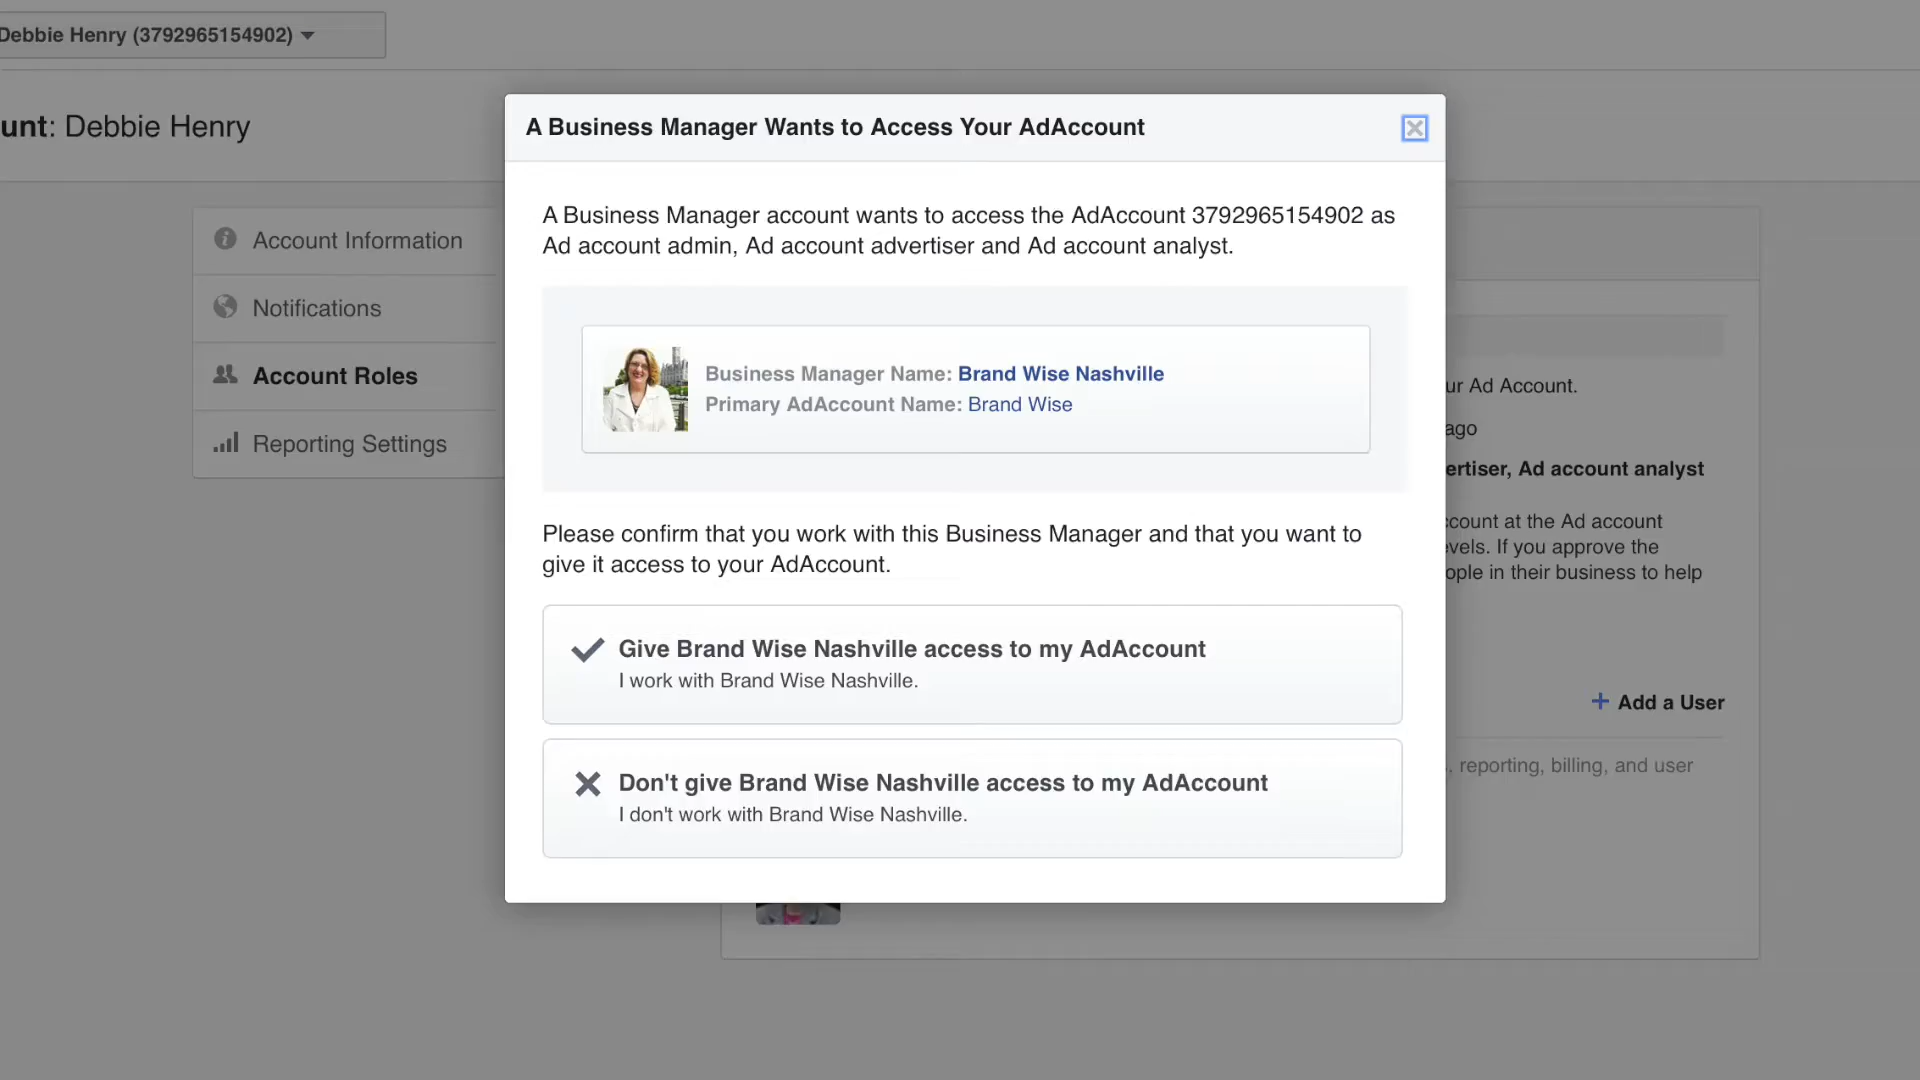 Debbie Henry (3792965154902)
unt: Debbie Henry
Account Information
Notifications
Account Roles
Reporting Settings
A Business Manager Wants to Access Your AdAccount
A Business Manager account wants to access the AdAccount 3792965154902 as
Ad account admin, Ad account advertiser and Ad account analyst.
Business Manager Name: Brand Wise Nashville
Primary AdAccount Name: Brand Wise
Please confirm that you work with this Business Manager and that you want to
give it access to your AdAccount.
Give Brand Wise Nashville access to my AdAccount
I work with Brand Wise Nashville.
Don't give Brand Wise Nashville access to my AdAccount
I don't work with Brand Wise Nashville.
ur Ad Account.
ago
ertiser, Ad account analyst
count at the Ad account
evels. If you approve the
ople in their business to help
+ Add a User
, reporting, billing, and user